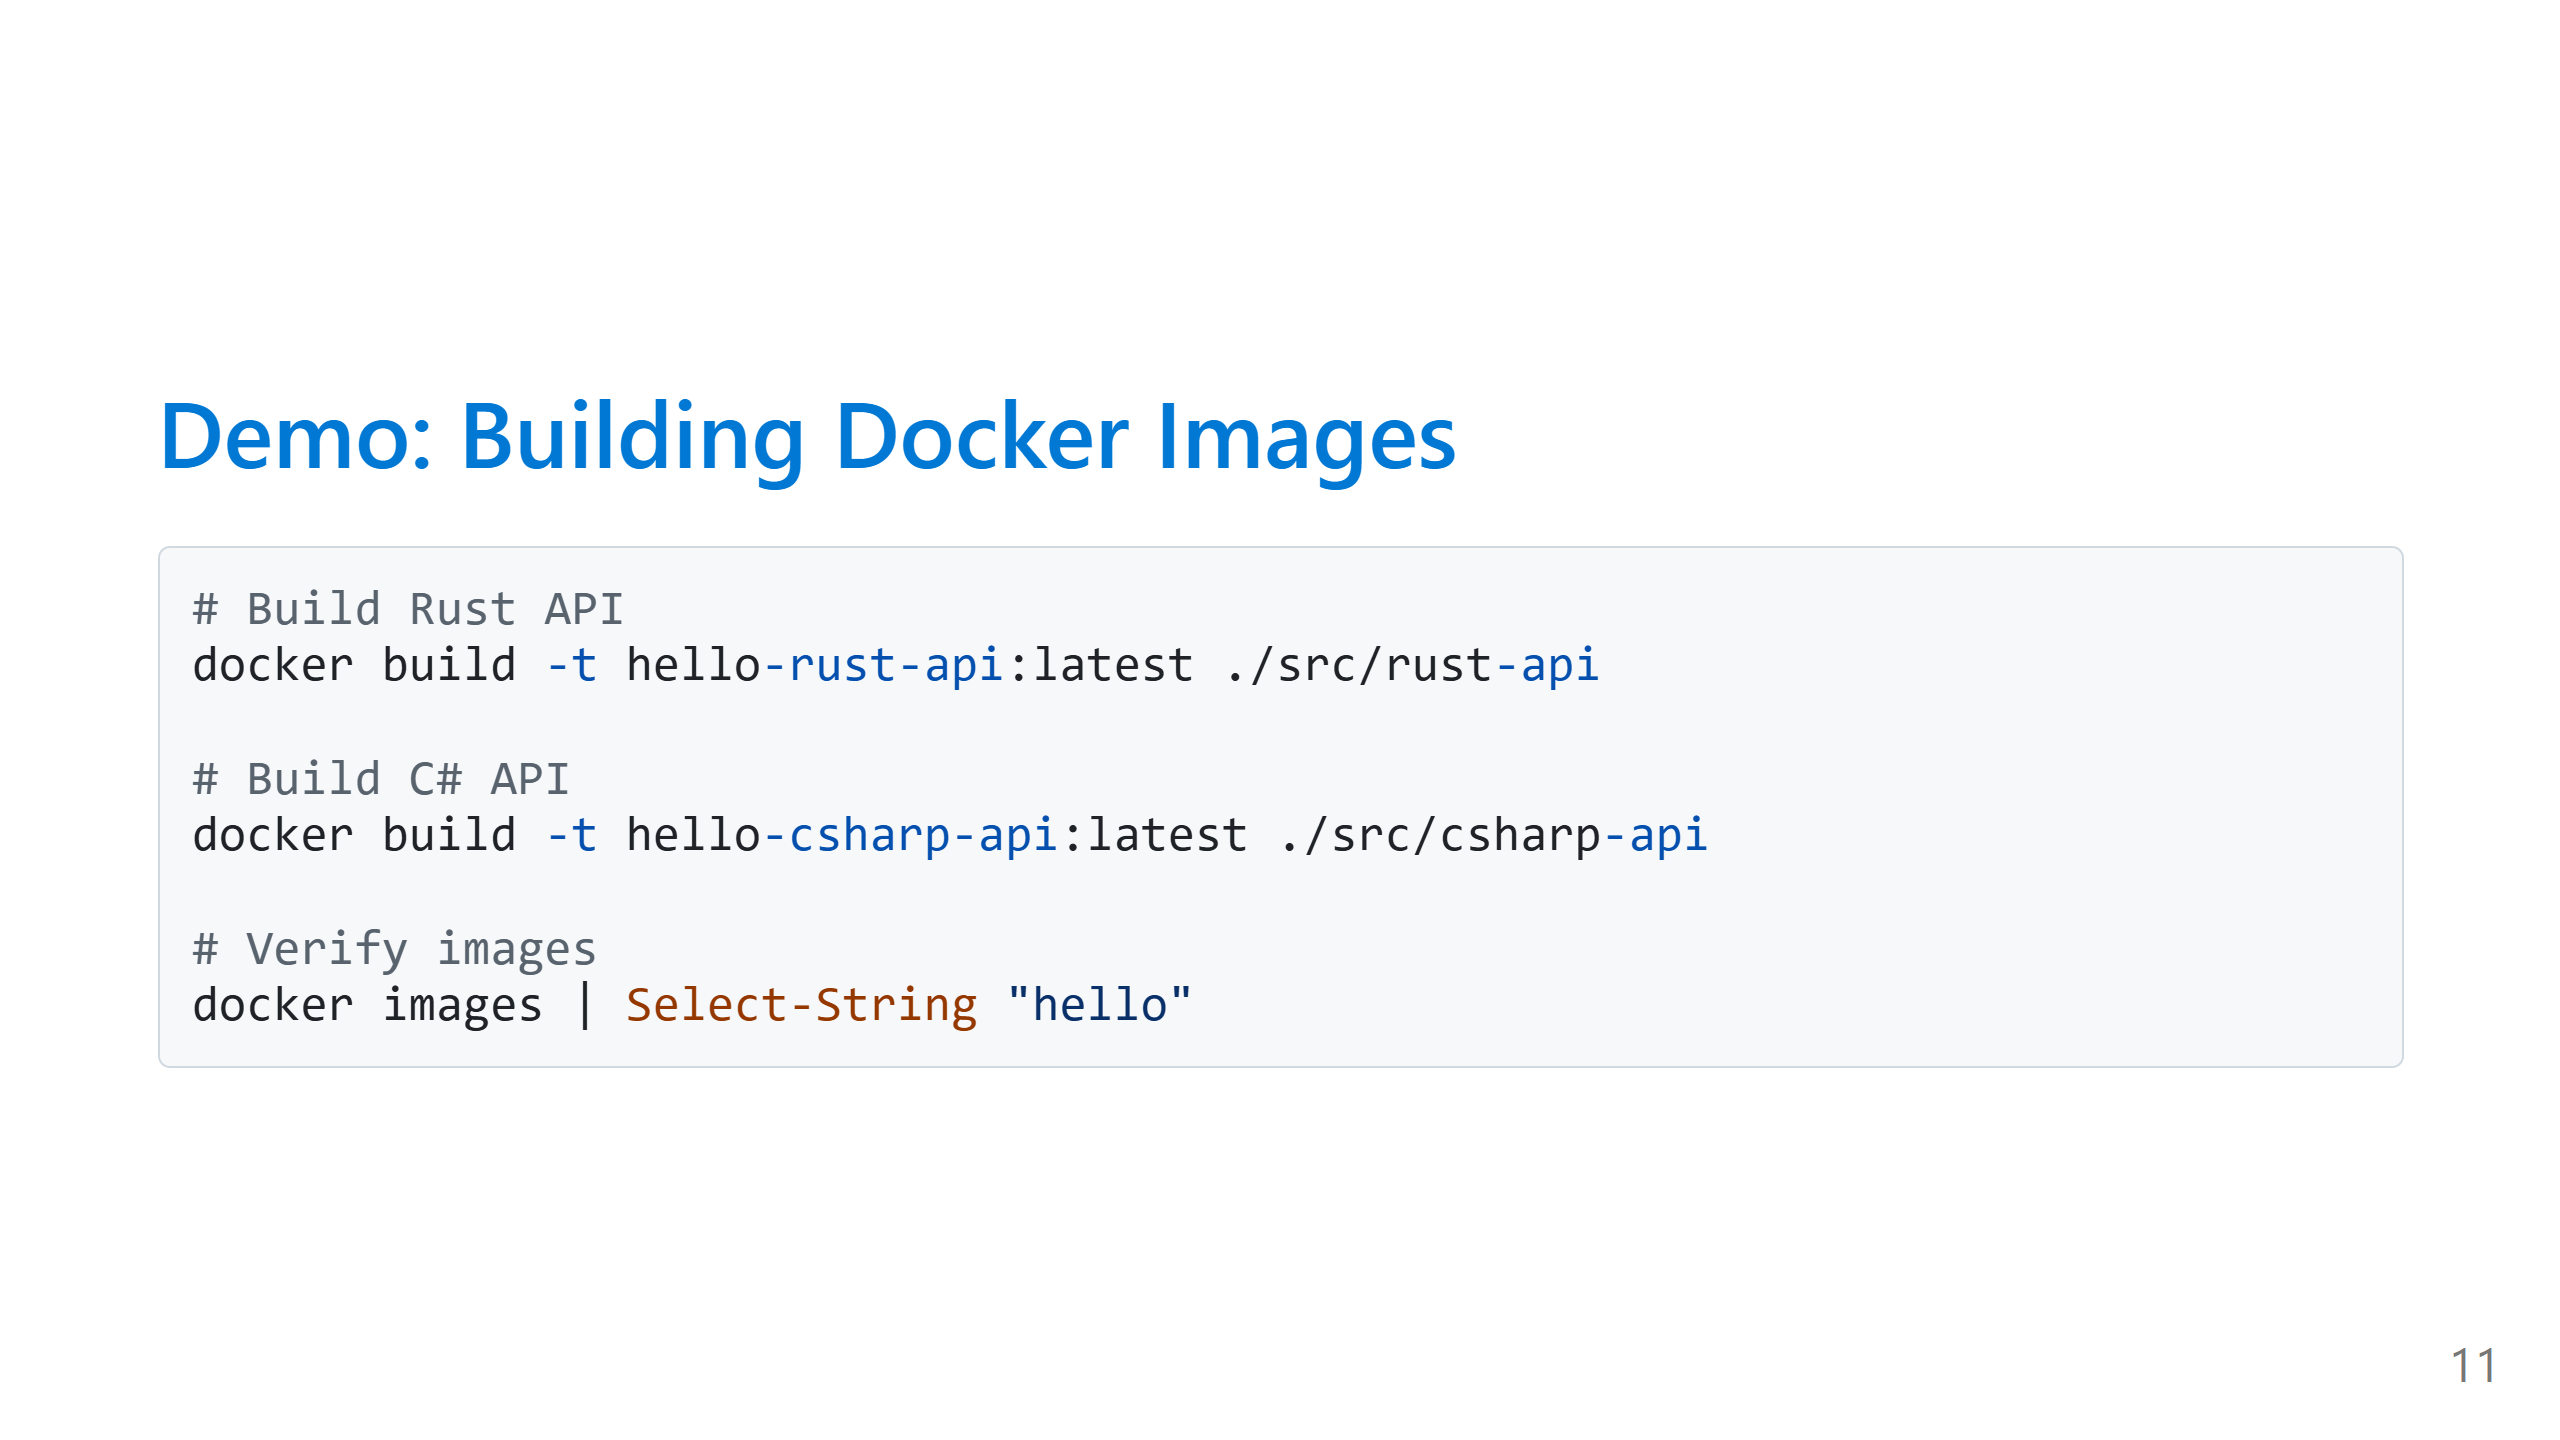 Demo: Building Docker Images
# Build Rust API
docker build -t hello-rust-api:latest ./src/rust-api
# Build C# API
docker build -t hello-csharp-api:latest ./src/csharp-api
# Verify images
docker images | Select-String "hello"
11